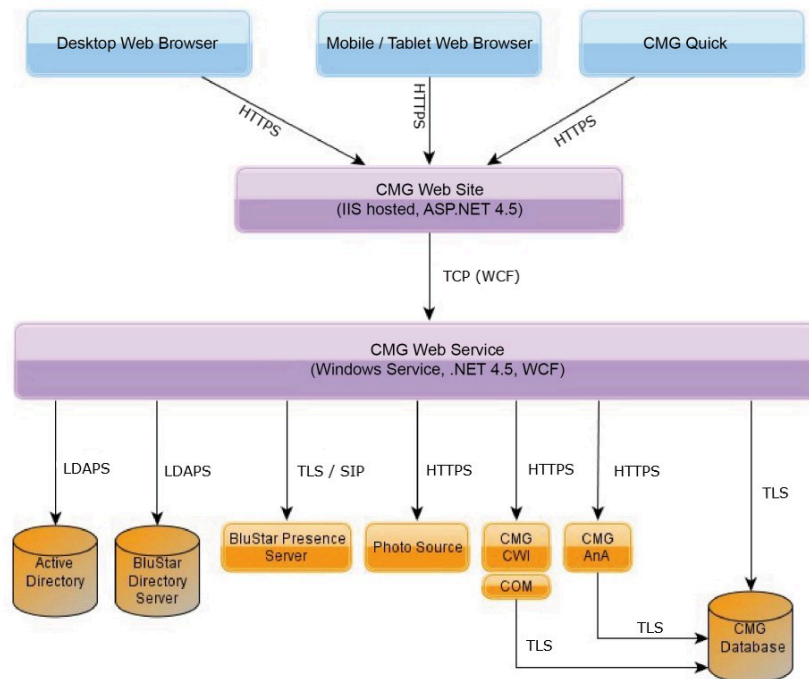 Desktop Web Browser
Mobile / Tablet Web Browser
CMG Quick
HTTPS
HTTPS
HTTPS
CMG Web Site
(IIS hosted, ASP.NET 4.5)
TCP (WCF)
CMG Web Service
(Windows Service, .NET 4.5, WCF)
LDAPS
LDAPS
TLS / SIP
HTTPS
HTTPS
HTTPS
TLS
Active
Directory
BluStar
Directory
Server
BluStar Presence
Server
Photo Source
CMG
CWI
COM
CMG
AnA
TLS
TLS
CMG
Database